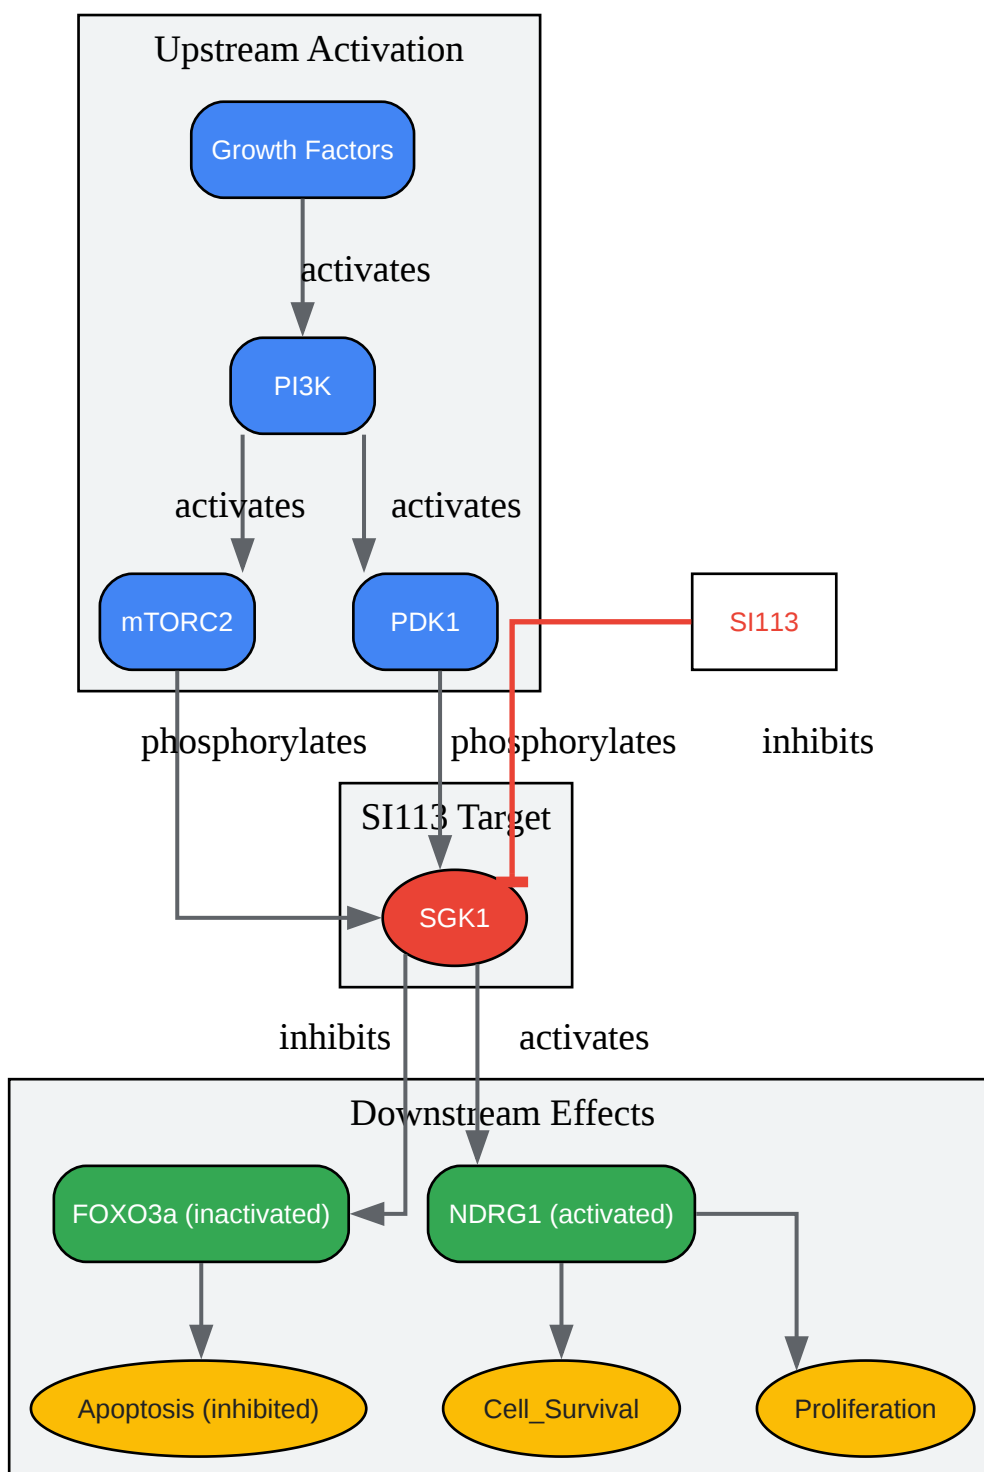 Upstream Activation
Growth Factors
activates
PI3K
activates
activates
mTORC2
PDK1
SI113
phosphorylates
phosphorylates
inhibits
SI113 Target
SGK1
inhibits
activates
Downstream Effects
FOXO3a (inactivated)
NDRG1 (activated)
Apoptosis (inhibited)
Cell_Survival
Proliferation